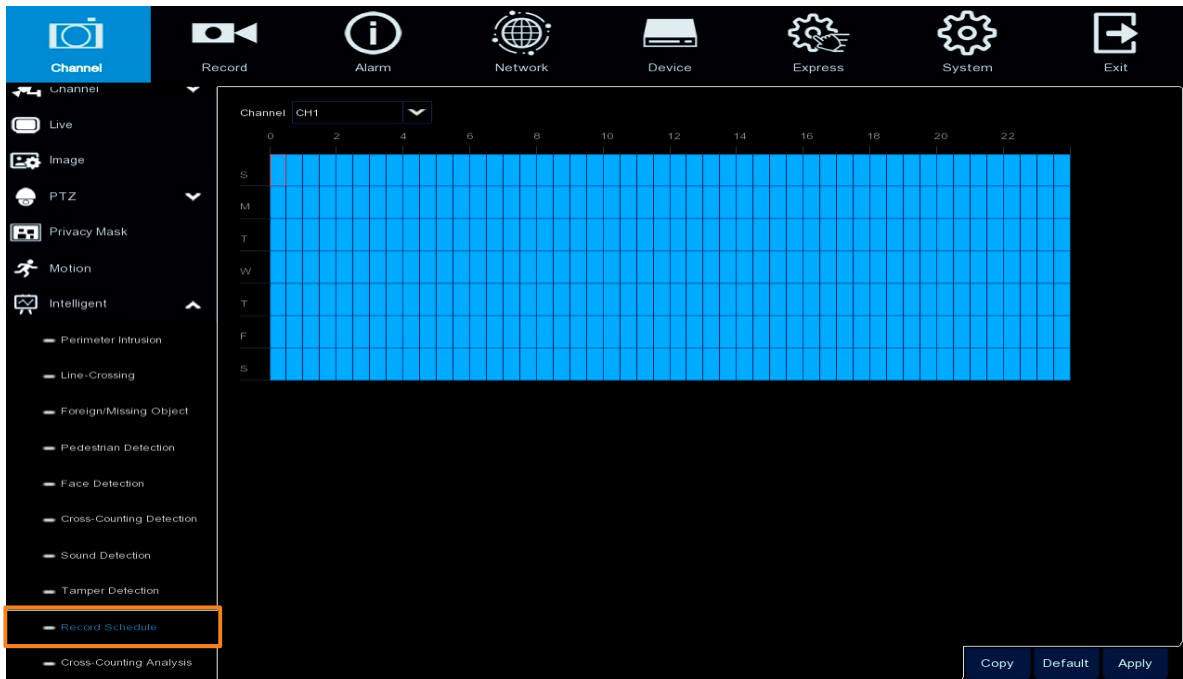 Channel Record Alarm Network Device Express System Exit
Channel
Live
Image
PTZ
Privacy Mask
Motion
Intelligent
Perimeter Intrusion
Line-Crossing
Foreign/Missing Object
Pedestrian Detection
Face Detection
Cross-Counting Detection
Sound Detection
Tamper Detection
Record Schedule
Cross-Counting Analysis
Channel CH1
0 2 4 6 8 10 12 14 16 18 20 22
S
M
T
W
T
F
S
Copy Default Apply